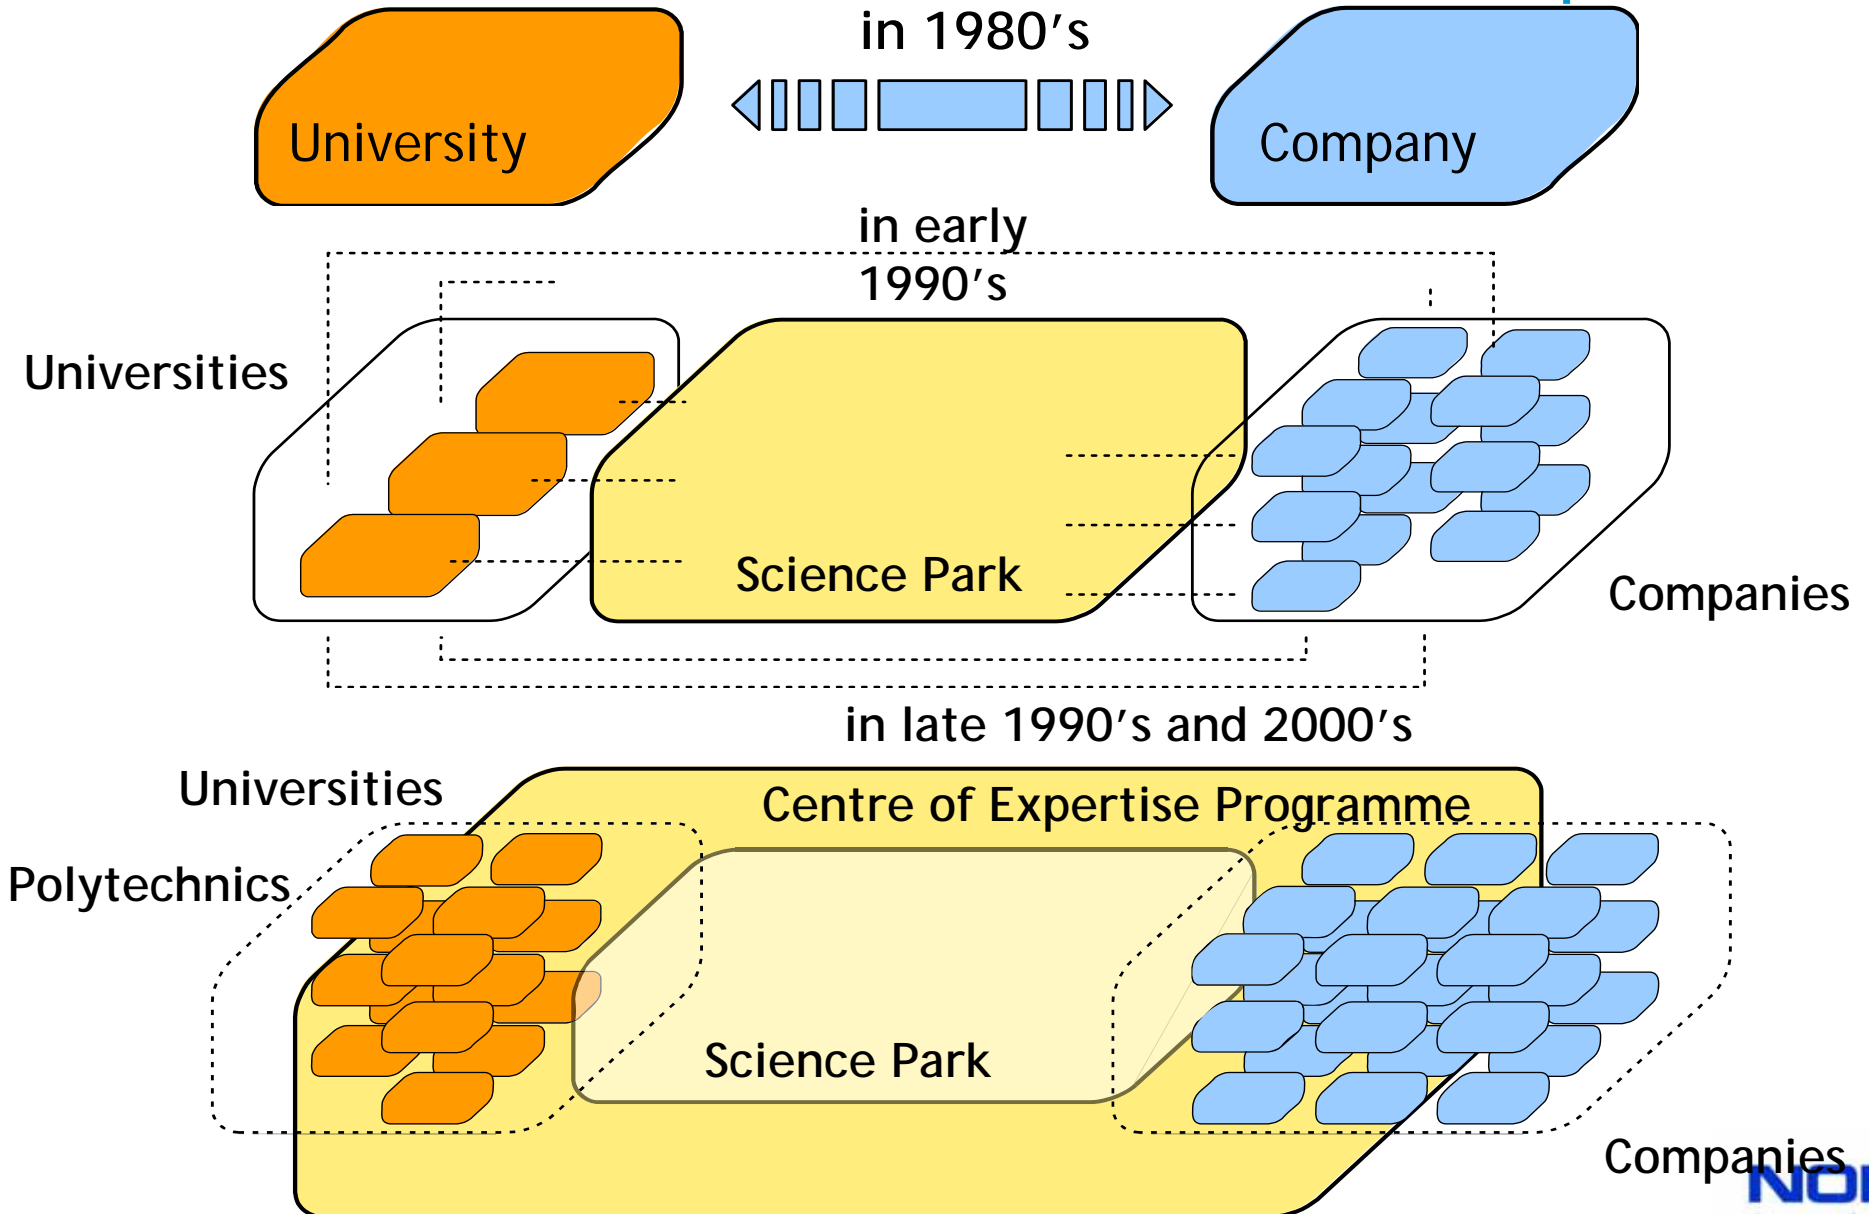 in 1980's
University
Company
in early
1990's
Universities
Science Park
Companies
in late 1990's and 2000's
Universities
Centre of Expertise Programme
Polytechnics
Science Park
Companies